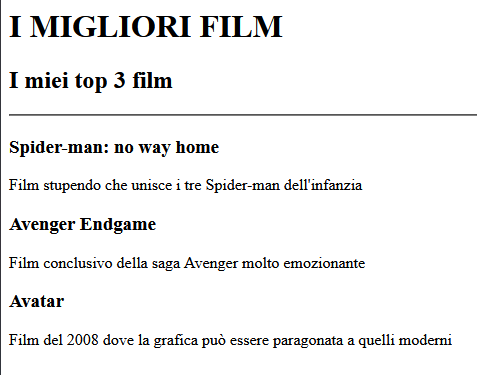 I MIGLIORI FILM
I miei top 3 film
Spider-man: no way home
Film stupendo che unisce i tre Spider-man dell'infanzia
Avenger Endgame
Film conclusivo della saga Avenger molto emozionante
Avatar
Film del 2008 dove la grafica può essere paragonata a quelli moderni